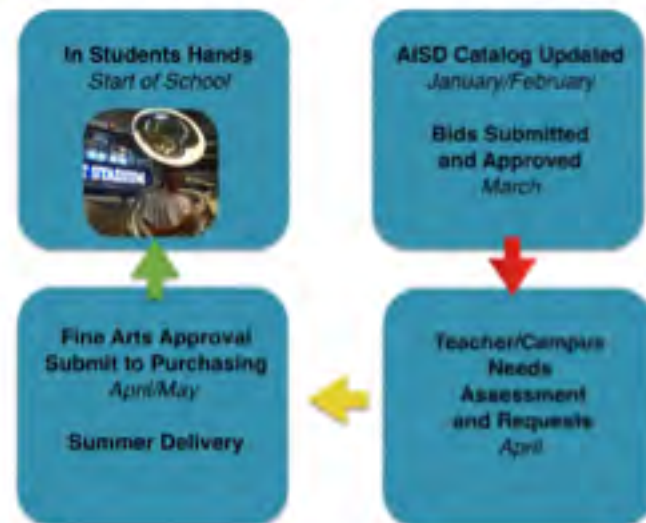 In Students Hands
Start of School
T STADIUM
AISD Catalog Updated
January/February
Bids Submitted
and Approved
March
Teacher/Campus
Needs
Assessment
and Requests
April
Fine Arts Approval
Submit to Purchasing
April/May
Summer Delivery